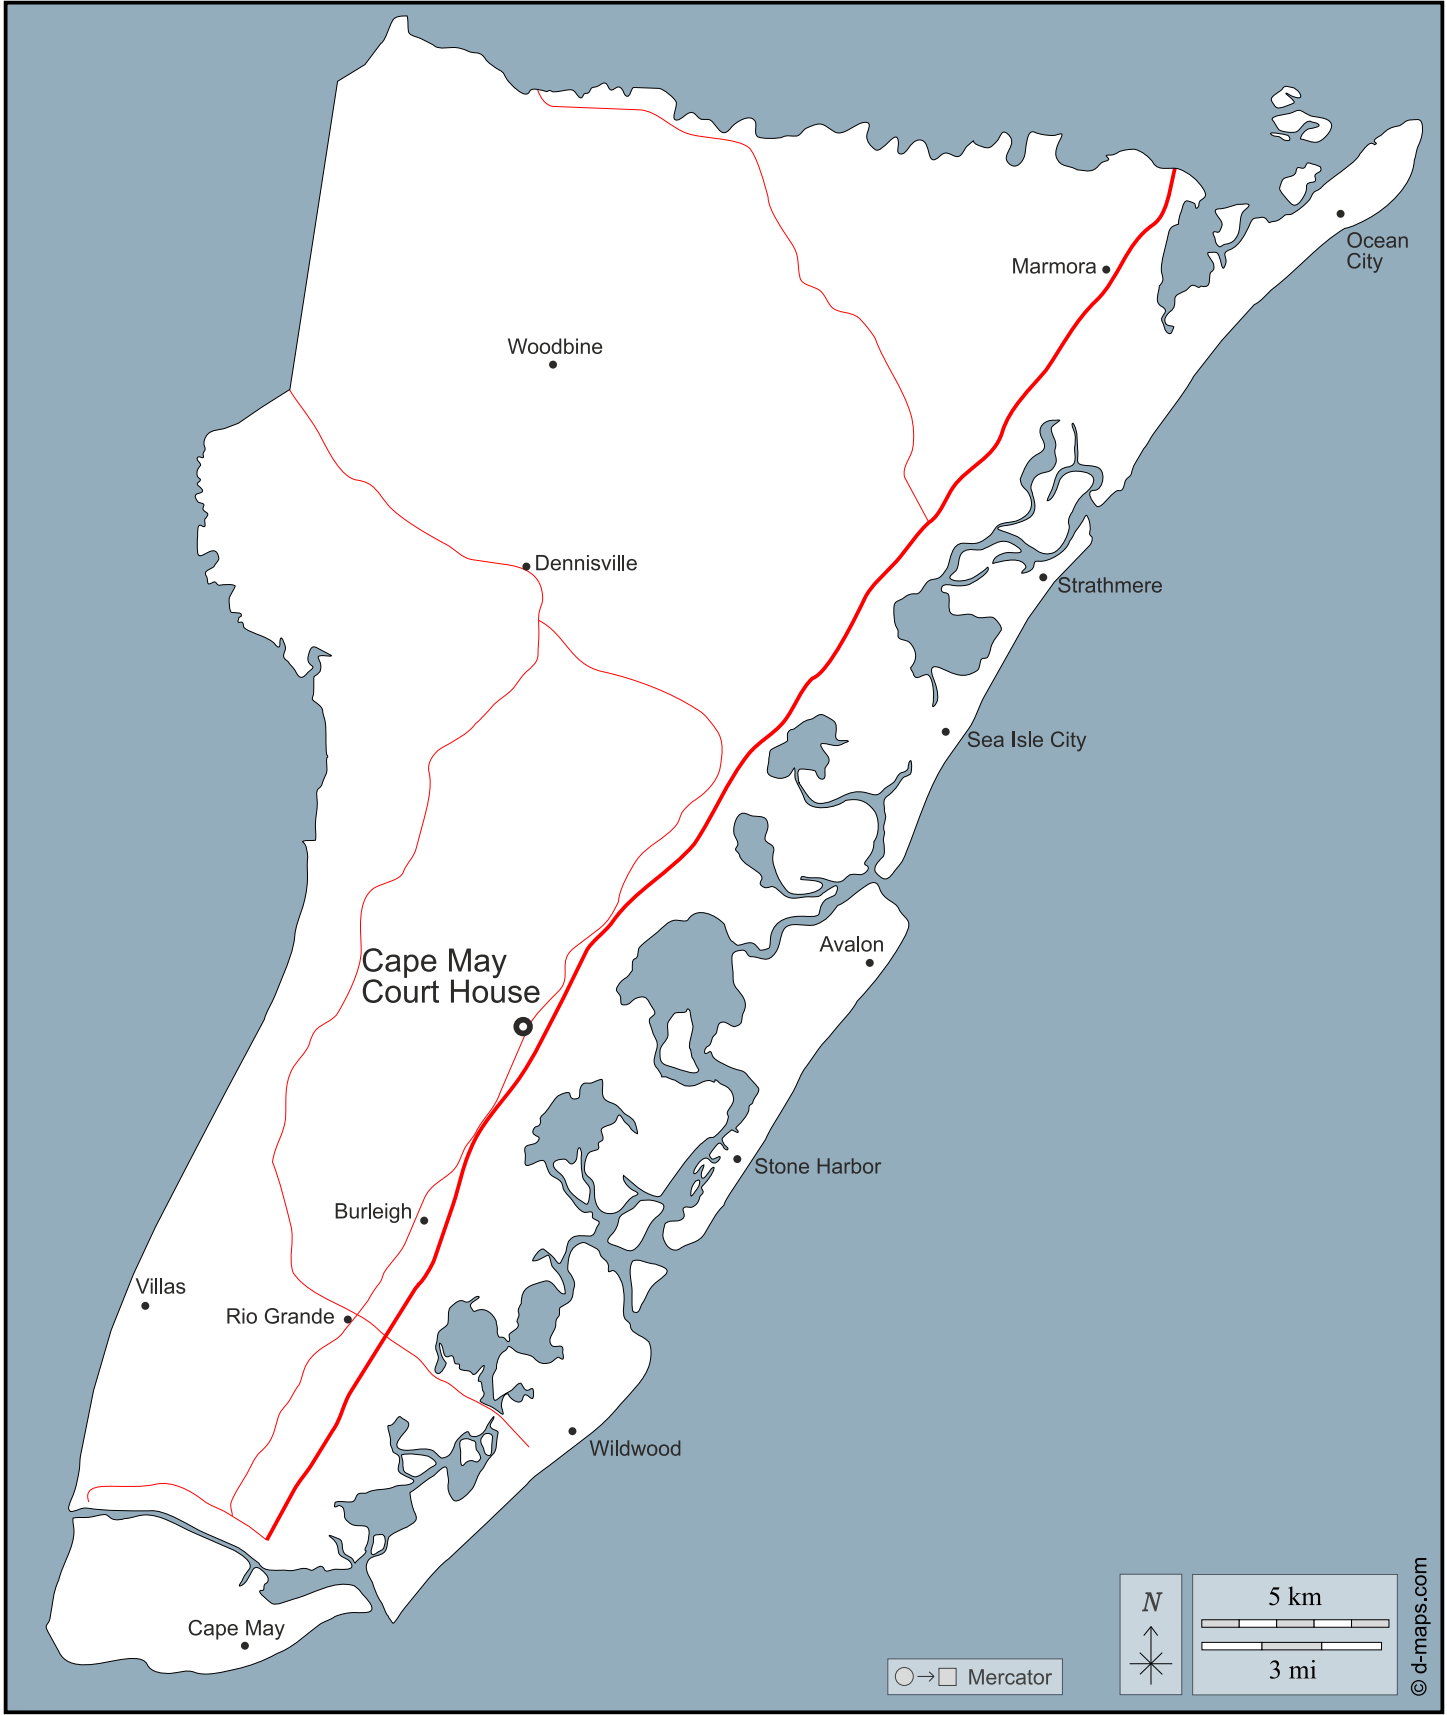 Ocean
City
Marmora
Woodbine
Dennisville
Strathmere
Sea Isle City
Avalon
Cape May
Court House
Stone Harbor
Burleigh
Villas
Rio Grande
Wildwood
Cape May
N
5 km
3 mi
Mercator
© d-maps.com